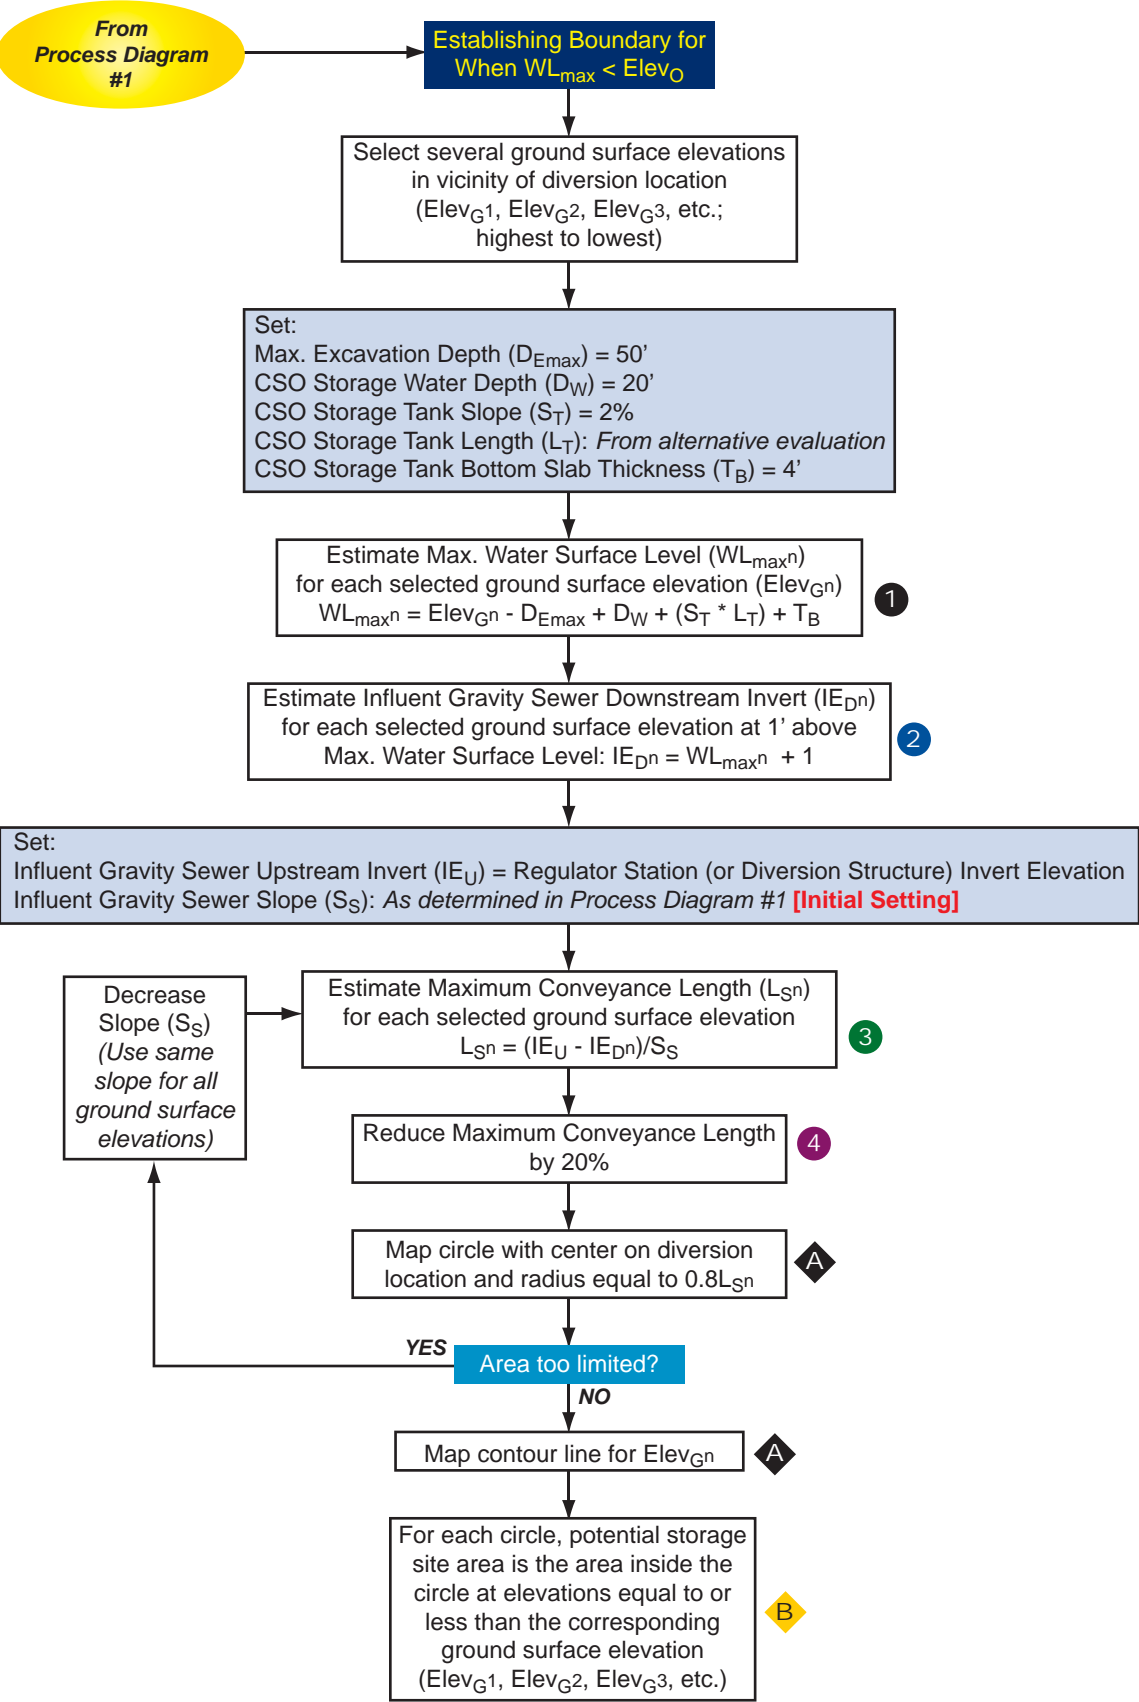 From
Process Diagram
#1
Establishing Boundary for
When WLmax < ElevO
Select several ground surface elevations
in vicinity of diversion location
(ElevG1, ElevG2, ElevG3, etc.;
highest to lowest)
Set:
Max. Excavation Depth (DEmax) = 50'
CSO Storage Water Depth (DW) = 20'
CSO Storage Tank Slope (ST) = 2%
CSO Storage Tank Length (LT): From alternative evaluation
CSO Storage Tank Bottom Slab Thickness (TB) = 4'
Estimate Max. Water Surface Level (WLmaxn)
for each selected ground surface elevation (ElevGn)
WLmaxn = ElevGn - DEmax + DW + (ST * LT) + TB
1
Estimate Influent Gravity Sewer Downstream Invert (IEDn)
for each selected ground surface elevation at 1' above
Max. Water Surface Level: IEDn = WLmaxn + 1
2
Set:
Influent Gravity Sewer Upstream Invert (IEU) = Regulator Station (or Diversion Structure) Invert Elevation
Influent Gravity Sewer Slope (SS): As determined in Process Diagram #1 [Initial Setting]
Decrease
Slope (SS)
(Use same
slope for all
ground surface
elevations)
Estimate Maximum Conveyance Length (LSn)
for each selected ground surface elevation
LSn = (IEU - IEDn)/SS
3
Reduce Maximum Conveyance Length
by 20%
4
Map circle with center on diversion
location and radius equal to 0.8LSn
A
YES
Area too limited?
NO
Map contour line for ElevGn
A
For each circle, potential storage
site area is the area inside the
circle at elevations equal to or
less than the corresponding
ground surface elevation
(ElevG1, ElevG2, ElevG3, etc.)
B